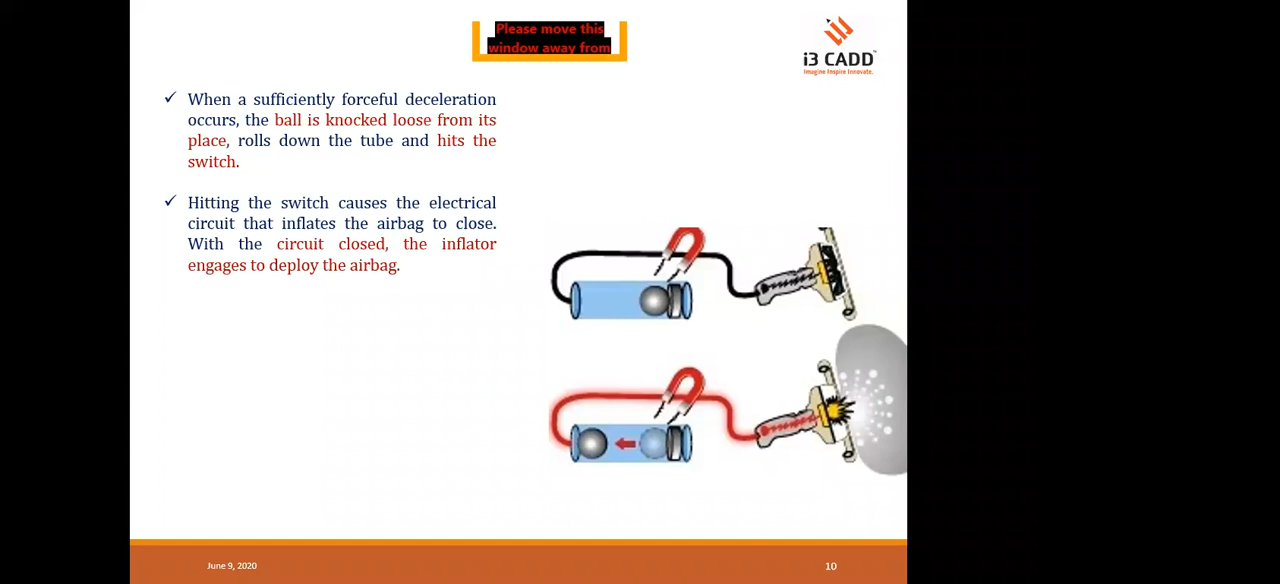 Please move this
window away from
i3 CADD
Imagine Inspire Innovate.
✓ When a sufficiently forceful deceleration
occurs, the ball is knocked loose from its
place, rolls down the tube and hits the
switch.
✓ Hitting the switch causes the electrical
circuit that inflates the airbag to close.
With the circuit closed, the inflator
engages to deploy the airbag.
June 9, 2020
10